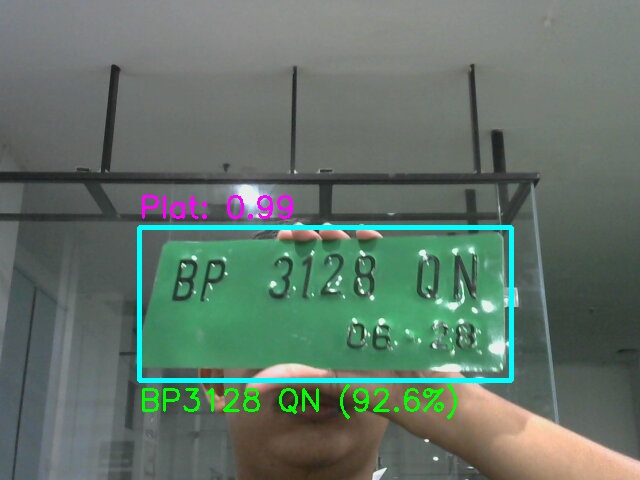 Plat: 0.99
BP 3128 QN
06 - 28
BP3128 QN (92.6%)